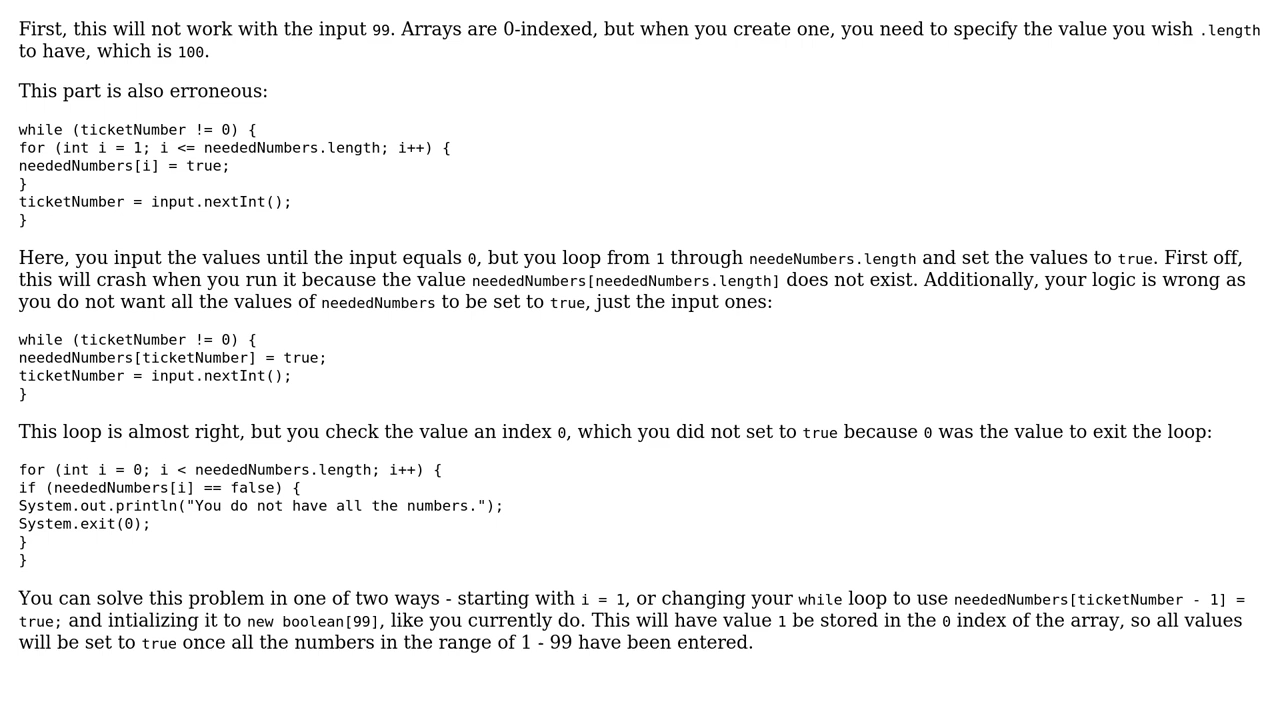 First, this will not work with the input 99. Arrays are 0-indexed, but when you create one, you need to specify the value you wish .length
to have, which is 100.
This part is also erroneous:
while (ticketNumber != 0) {
for (int i = 1; i <= neededNumbers.length; i++) {
neededNumbers[i] = true;
}
ticketNumber = input.nextInt();
}
Here, you input the values until the input equals 0, but you loop from 1 through neededNumbers.length and set the values to true. First off,
this will crash when you run it because the value neededNumbers[neededNumbers.length] does not exist. Additionally, your logic is wrong as
you do not want all the values of neededNumbers to be set to true, just the input ones:
while (ticketNumber != 0) {
neededNumbers[ticketNumber] = true;
ticketNumber = input.nextInt();
}
This loop is almost right, but you check the value an index 0, which you did not set to true because 0 was the value to exit the loop:
for (int i = 0; i < neededNumbers.length; i++) {
if (neededNumbers[i] == false) {
System.out.println("You do not have all the numbers.");
System.exit(0);
}
}
You can solve this problem in one of two ways - starting with i = 1, or changing your while loop to use neededNumbers[ticketNumber - 1] =
true; and intializing it to new boolean[99], like you currently do. This will have value 1 be stored in the 0 index of the array, so all values
will be set to true once all the numbers in the range of 1 - 99 have been entered.